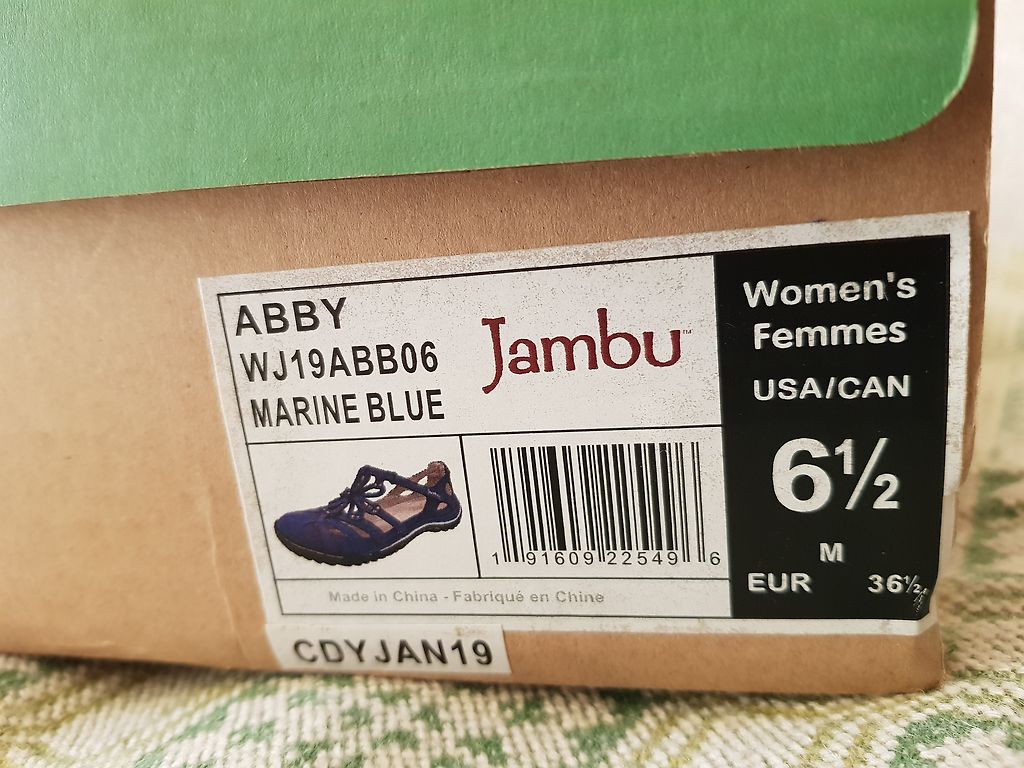 ABBY
WJ19ABB06
MARINE BLUE
Jambu™
Women's
Femmes
USA/CAN
6½
M
EUR 36½
1 91609 22549 6
Made in China - Fabriqué en Chine
CDYJAN19